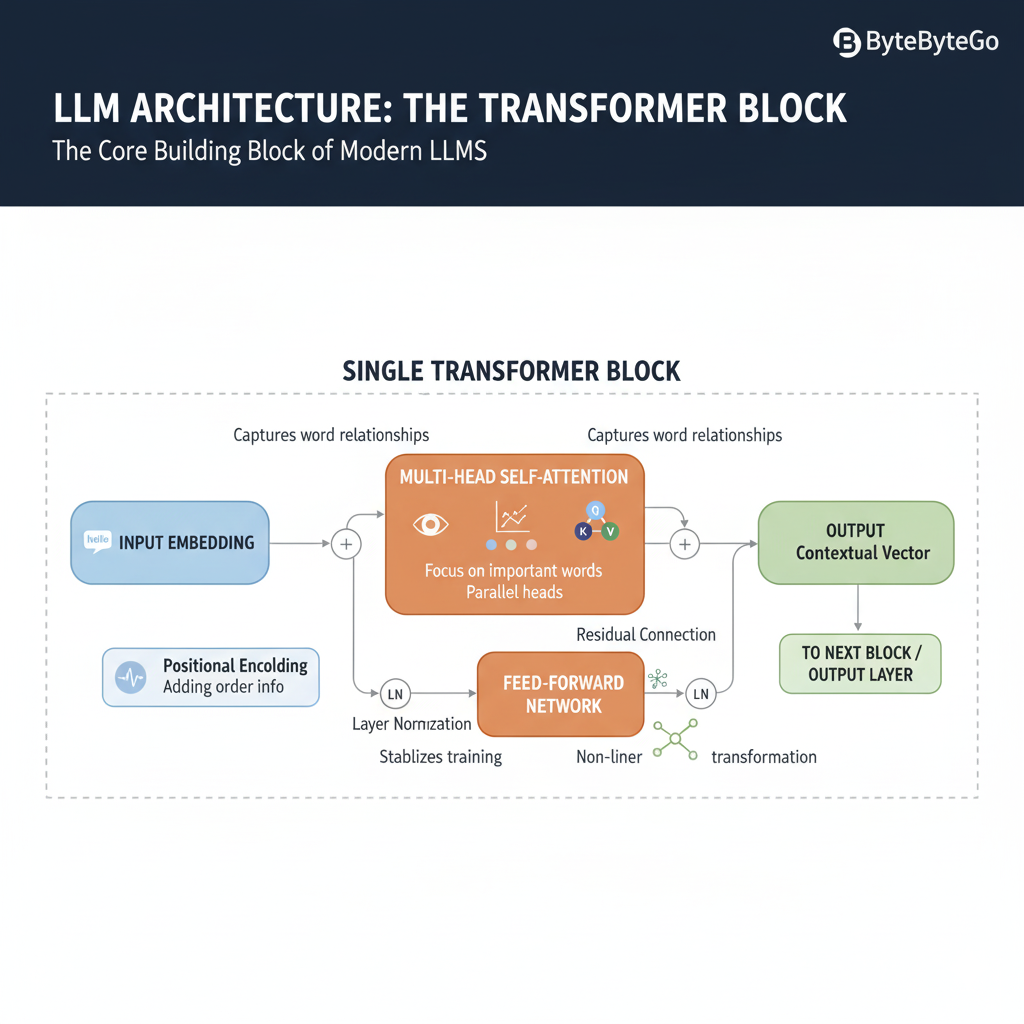 ByteByteGo
LLM ARCHITECTURE: THE TRANSFORMER BLOCK
The Core Building Block of Modern LLMS
SINGLE TRANSFORMER BLOCK
Captures word relationships
Captures word relationships
MULTI-HEAD SELF-ATTENTION
Q
K V
Focus on important words
Parallel heads
hello
INPUT EMBEDDING
+
+
OUTPUT
Contextual Vector
Residual Connection
Positional Encolding
Adding order info
TO NEXT BLOCK /
OUTPUT LAYER
LN
FEED-FORWARD
NETWORK
LN
Layer Nomization
Stablizes training
Non-liner transformation